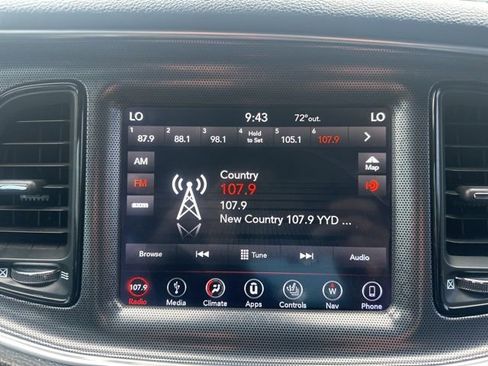 LO 9:43 72°out. LO
1 2 3 4 5 6
87.9 88.1 98.1 Hold to Set 105.1 107.9
AM
FM
Map
Country
107.9
107.9
New Country 107.9 YYD ...
Browse Tune Audio
107.9 W
Radio Media Climate Apps Controls Nav Phone